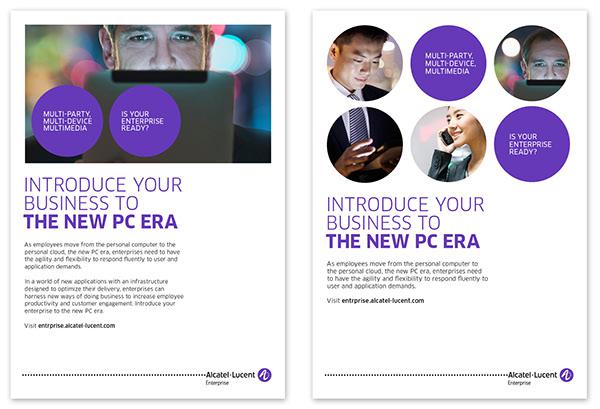 MULTI-PARTY,
MULTI-DEVICE
MULTIMEDIA
IS YOUR
ENTERPRISE
READY?
INTRODUCE YOUR
BUSINESS TO
THE NEW PC ERA
As employees move from the personal computer to the
personal cloud, the new PC era, enterprises need to have
the agility and flexibility to respond fluently to user and
application demands.
In a world of new applications with an infrastructure
designed to optimize their delivery, enterprises can
harness new ways of doing business to increase employee
productivity and customer engagement. Introduce your
enterprise to the new PC era.
Visit entrprise.alcatel-lucent.com
Alcatel·Lucent
Enterprise
MULTI-PARTY,
MULTI-DEVICE,
MULTIMEDIA
IS YOUR
ENTERPRISE
READY?
INTRODUCE YOUR
BUSINESS TO
THE NEW PC ERA
As employees move from the personal computer to
the personal cloud, the new PC era, enterprises need
to have the agility and flexibility to respond fluently to
user and application demands.
Visit entrprise.alcatel-lucent.com
Alcatel·Lucent
Enterprise